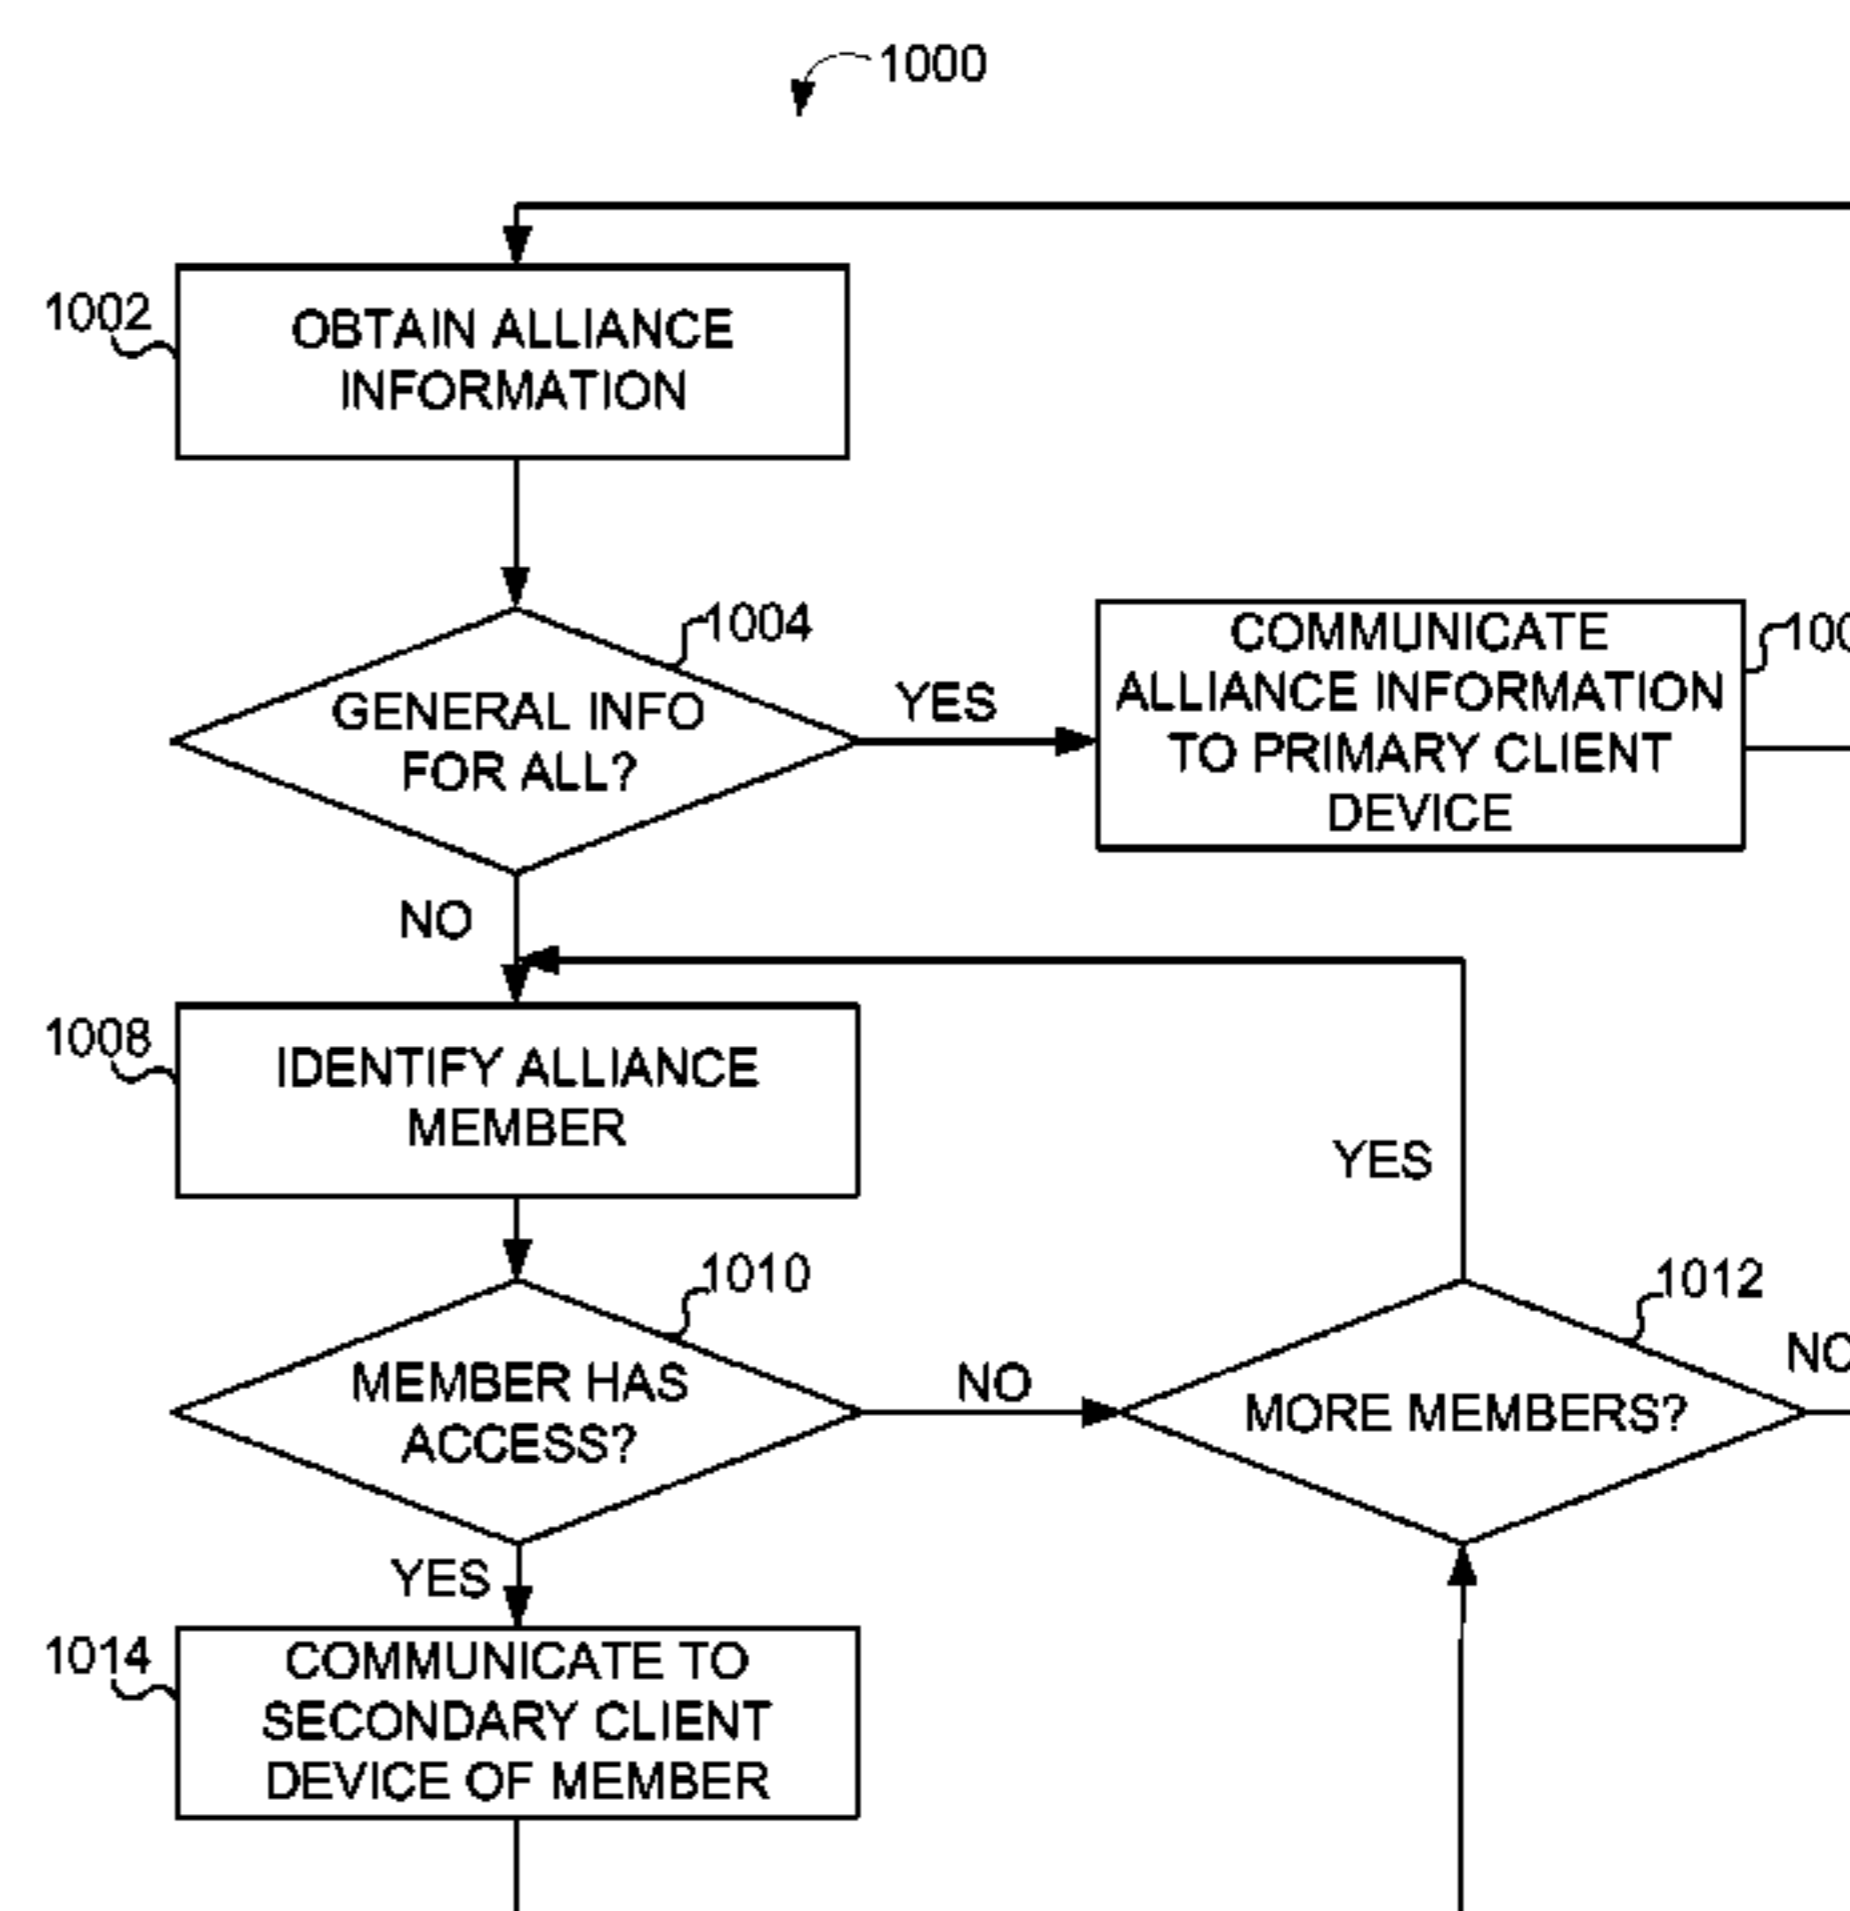 1000
1002
OBTAIN ALLIANCE
INFORMATION
1004
GENERAL INFO
FOR ALL?
YES
COMMUNICATE
ALLIANCE INFORMATION
TO PRIMARY CLIENT
DEVICE
NO
1008
IDENTIFY ALLIANCE
MEMBER
YES
1010
MEMBER HAS
ACCESS?
NO
1012
MORE MEMBERS?
NO
YES
1014
COMMUNICATE TO
SECONDARY CLIENT
DEVICE OF MEMBER